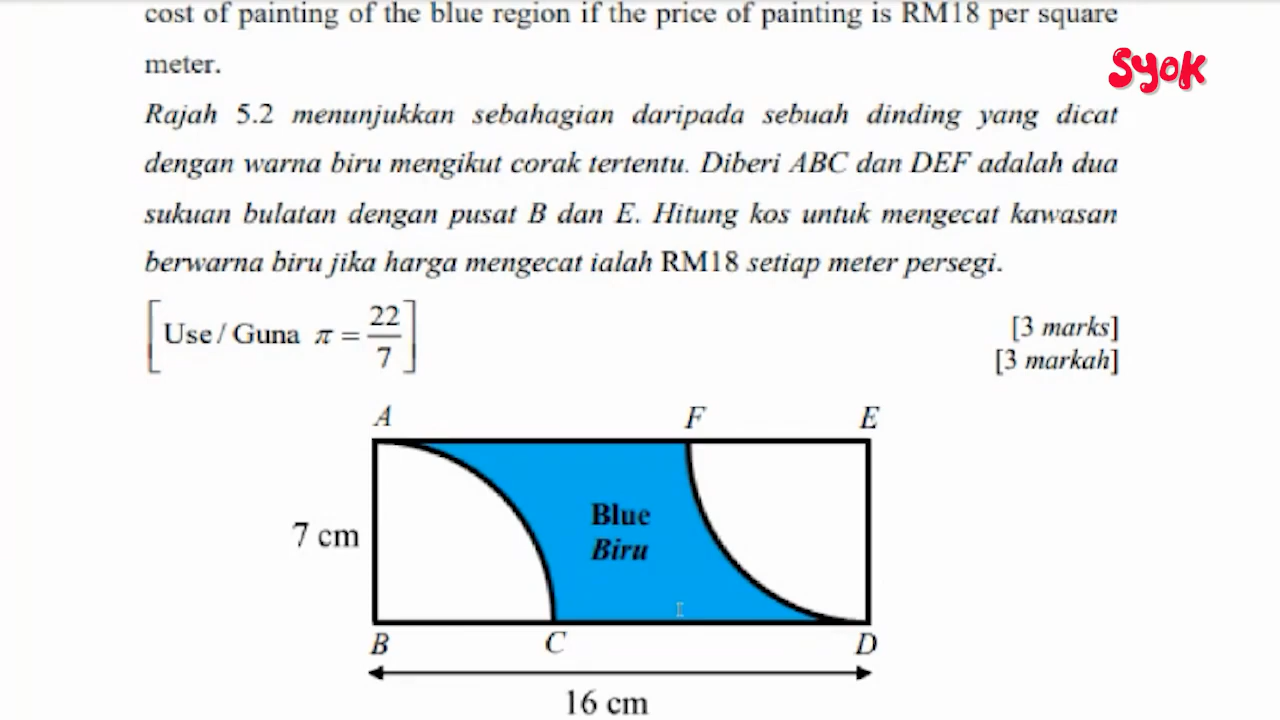 cost of painting of the blue region if the price of painting is RM18 per square
meter.
Syok
Rajah 5.2 menunjukkan sebahagian daripada sebuah dinding yang dicat
dengan warna biru mengikut corak tertentu. Diberi ABC dan DEF adalah dua
sukuan bulatan dengan pusat B dan E. Hitung kos untuk mengecat kawasan
berwarna biru jika harga mengecat ialah RM18 setiap meter persegi.
[Use / Guna π = 22/7]
[3 marks]
[3 markah]
A F E
7 cm
Blue
Biru
B C D
16 cm